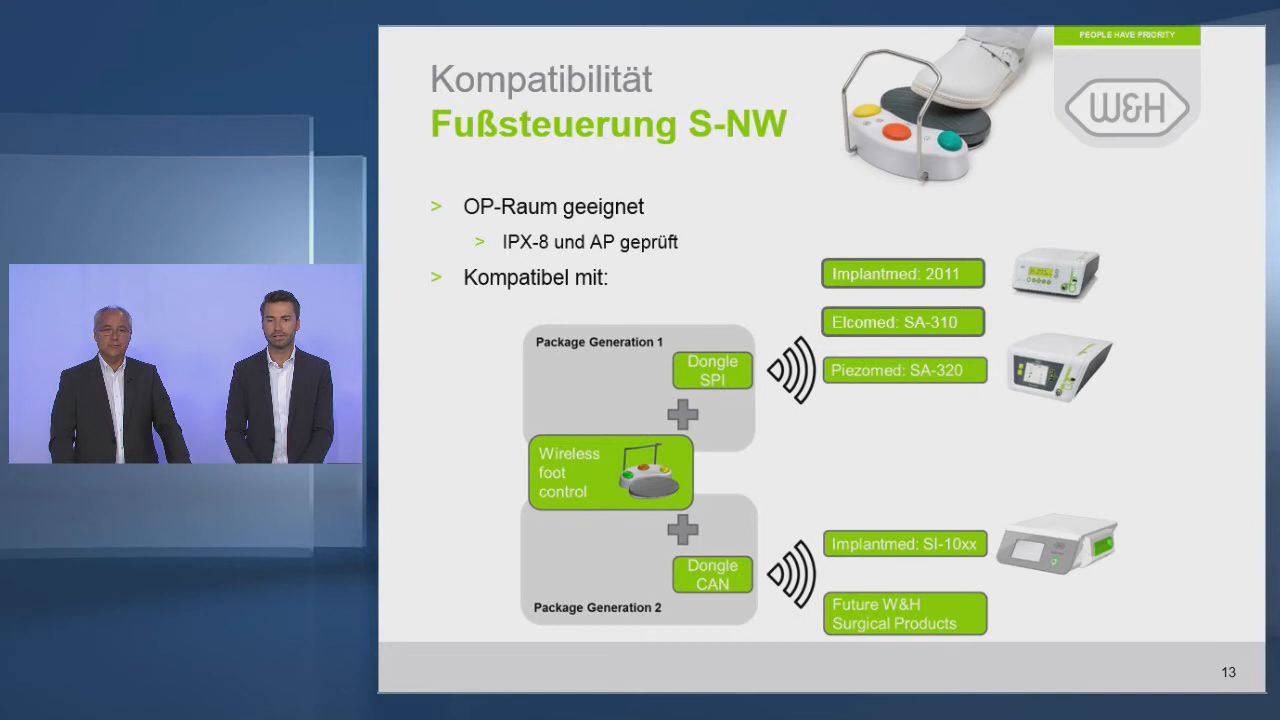 PEOPLE HAVE PRIORITY
W&H
Kompatibilität
Fußsteuerung S-NW
> OP-Raum geeignet
> IPX-8 und AP geprüft
> Kompatibel mit:
Package Generation 1
Dongle
SPI
Wireless
foot
control
Dongle
CAN
Package Generation 2
Implantmed: 2011
Elcomed: SA-310
Piezomed: SA-320
Implantmed: SI-10xx
Future W&H
Surgical Products
13